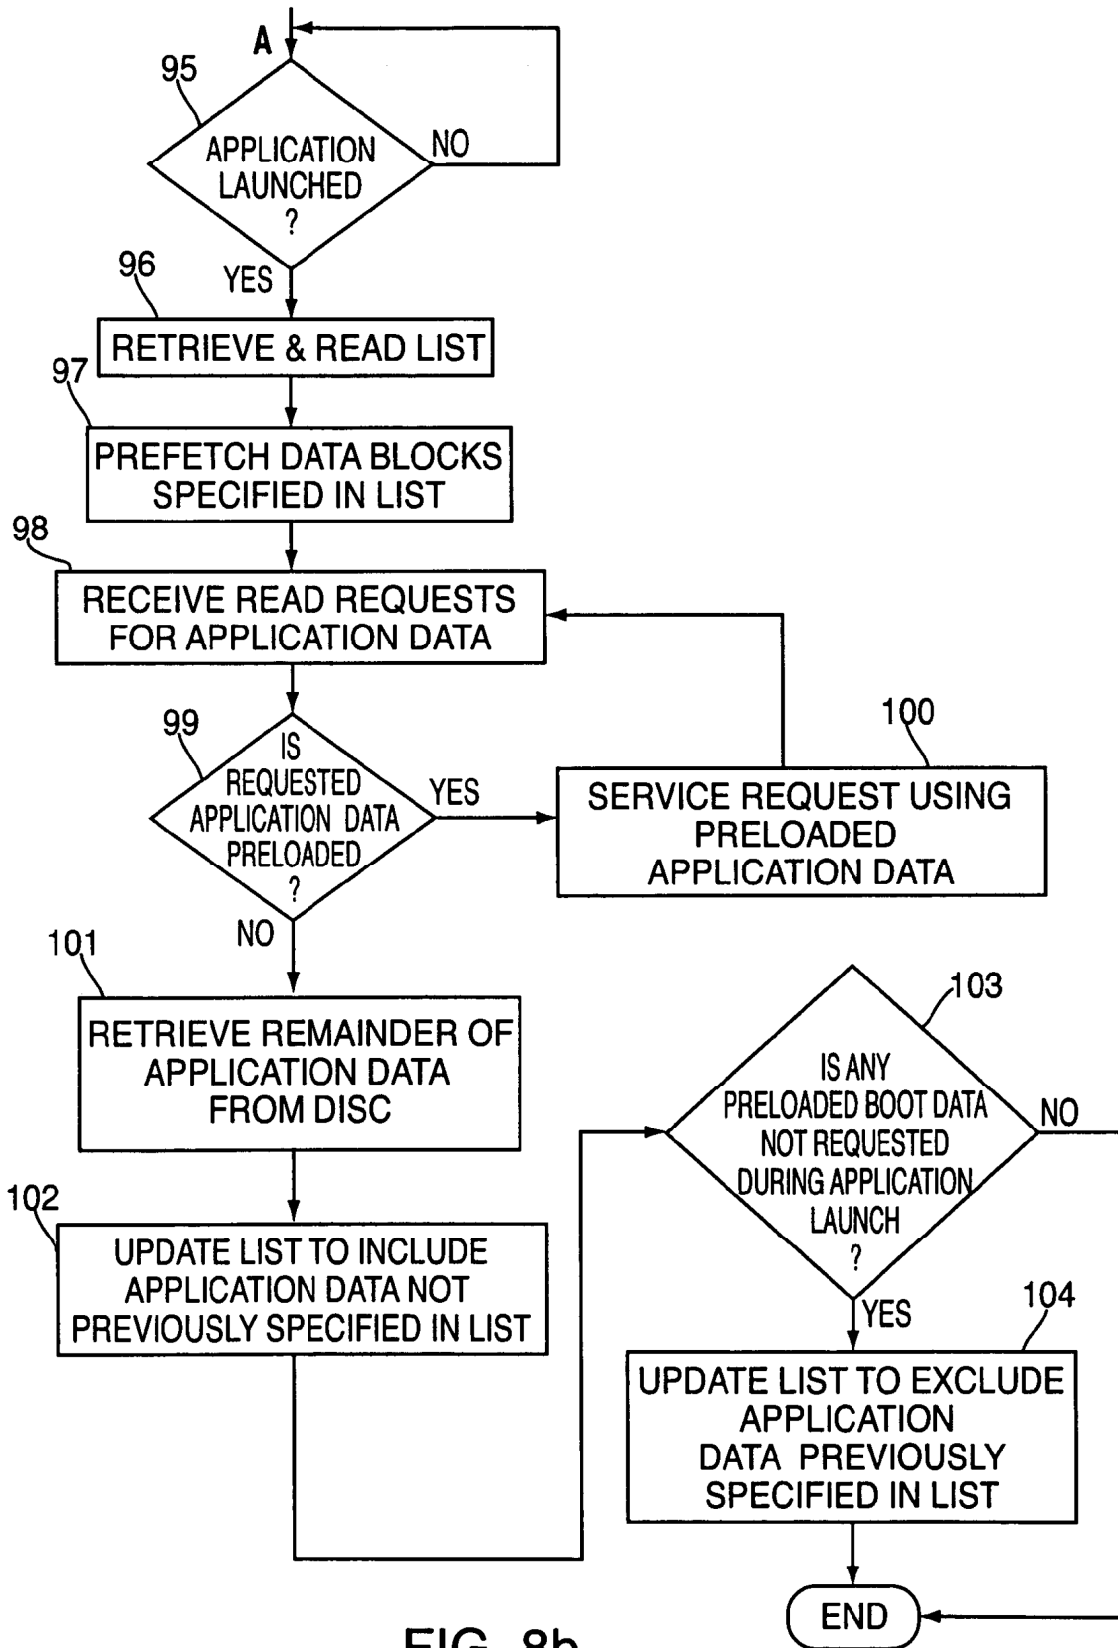 A
95
APPLICATION
LAUNCHED
?
NO
YES
96
RETRIEVE & READ LIST
97
PREFETCH DATA BLOCKS
SPECIFIED IN LIST
98
RECEIVE READ REQUESTS
FOR APPLICATION DATA
99
IS
REQUESTED
APPLICATION DATA
PRELOADED
?
YES
100
SERVICE REQUEST USING
PRELOADED
APPLICATION DATA
NO
101
RETRIEVE REMAINDER OF
APPLICATION DATA
FROM DISC
102
UPDATE LIST TO INCLUDE
APPLICATION DATA NOT
PREVIOUSLY SPECIFIED IN LIST
103
IS ANY
PRELOADED BOOT DATA
NOT REQUESTED
DURING APPLICATION
LAUNCH
?
NO
YES
104
UPDATE LIST TO EXCLUDE
APPLICATION
DATA PREVIOUSLY
SPECIFIED IN LIST
END
FIG. 8b